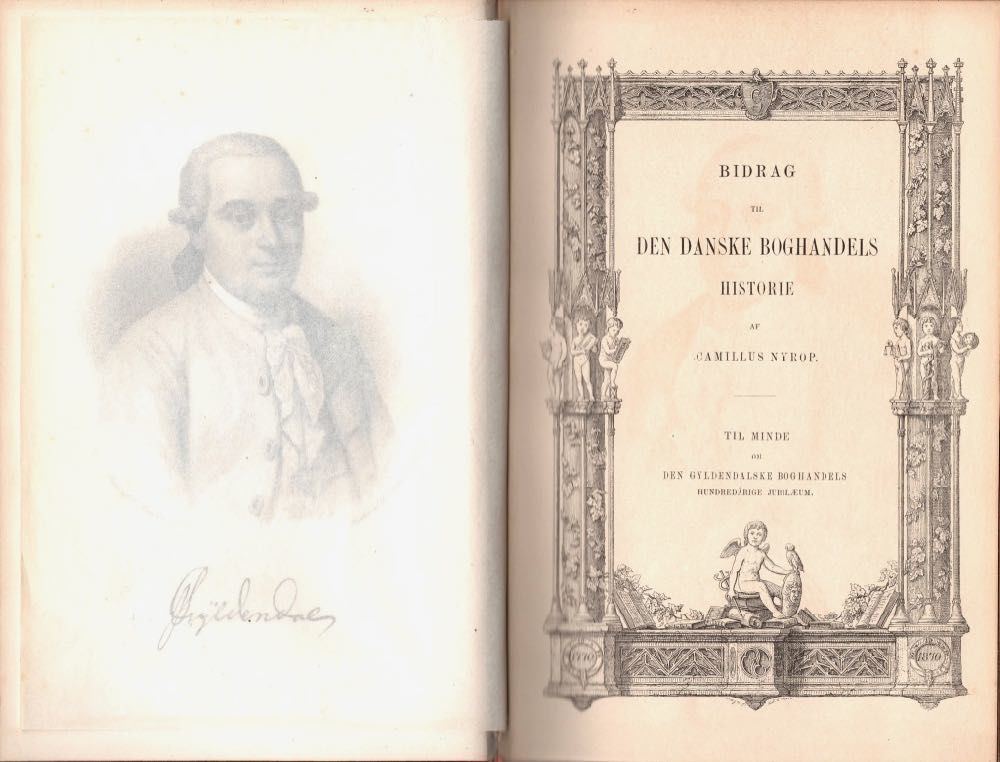 Gyldendal
BIDRAG
TIL
DEN DANSKE BOGHANDELS
HISTORIE
AF
CAMILLUS NYROP.
TIL MINDE
OM
DEN GYLDENDALSKE BOGHANDELS
HUNDREDÅRIGE JUBILÆUM.
1770
1870